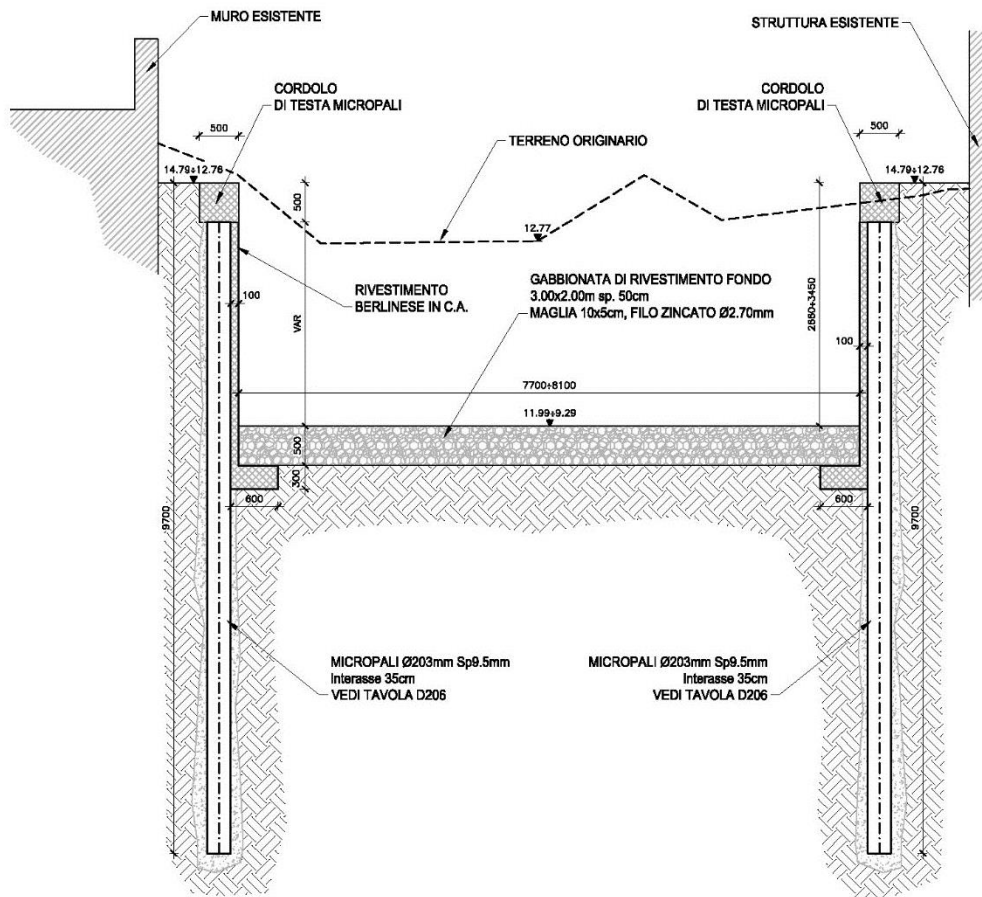 MURO ESISTENTE
STRUTTURA ESISTENTE
CORDOLO
DI TESTA MICROPALI
CORDOLO
DI TESTA MICROPALI
500
500
TERRENO ORIGINARIO
14.79÷12.76
14.79÷12.76
500
12.77
RIVESTIMENTO
BERLINESE IN C.A.
GABBIONATA DI RIVESTIMENTO FONDO
3.00x2.00m sp. 50cm
MAGLIA 10x5cm, FILO ZINCATO Ø2.70mm
100
VAR
2880÷3450
100
7700÷8100
11.99÷9.29
500
300
600
600
9700
9700
MICROPALI Ø203mm Sp9.5mm
Interasse 35cm
VEDI TAVOLA D206
MICROPALI Ø203mm Sp9.5mm
Interasse 35cm
VEDI TAVOLA D206